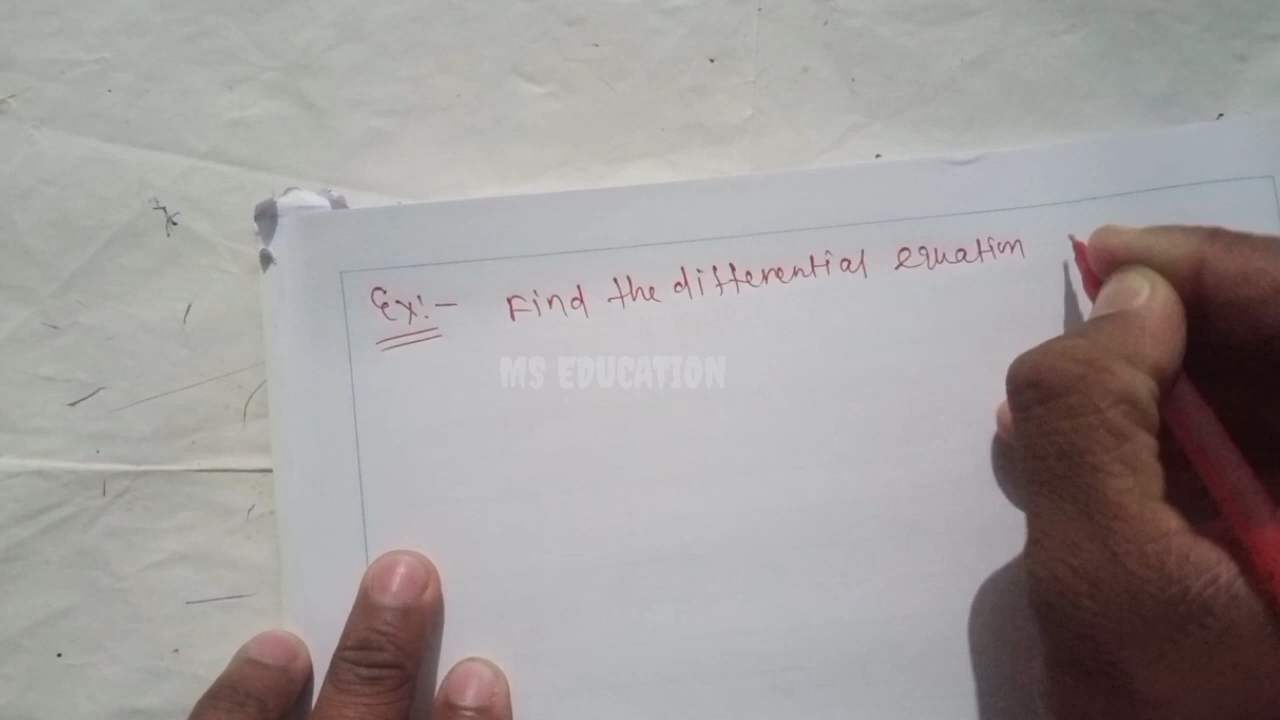 Ex:- Find the differential equation
MS EDUCATION